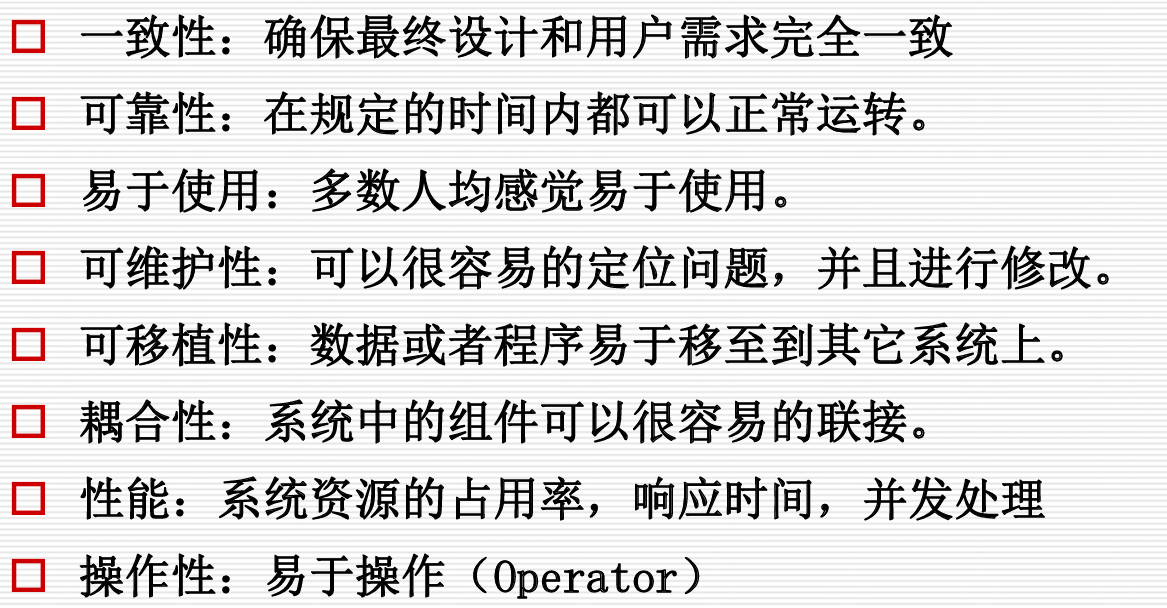 一致性：确保最终设计和用户需求完全一致
可靠性：在规定的时间内都可以正常运转。
易于使用：多数人均感觉易于使用。
可维护性：可以很容易的定位问题，并且进行修改。
可移植性：数据或者程序易于移至到其它系统上。
耦合性：系统中的组件可以很容易的联接。
性能：系统资源的占用率，响应时间，并发处理
操作性：易于操作（Operator）